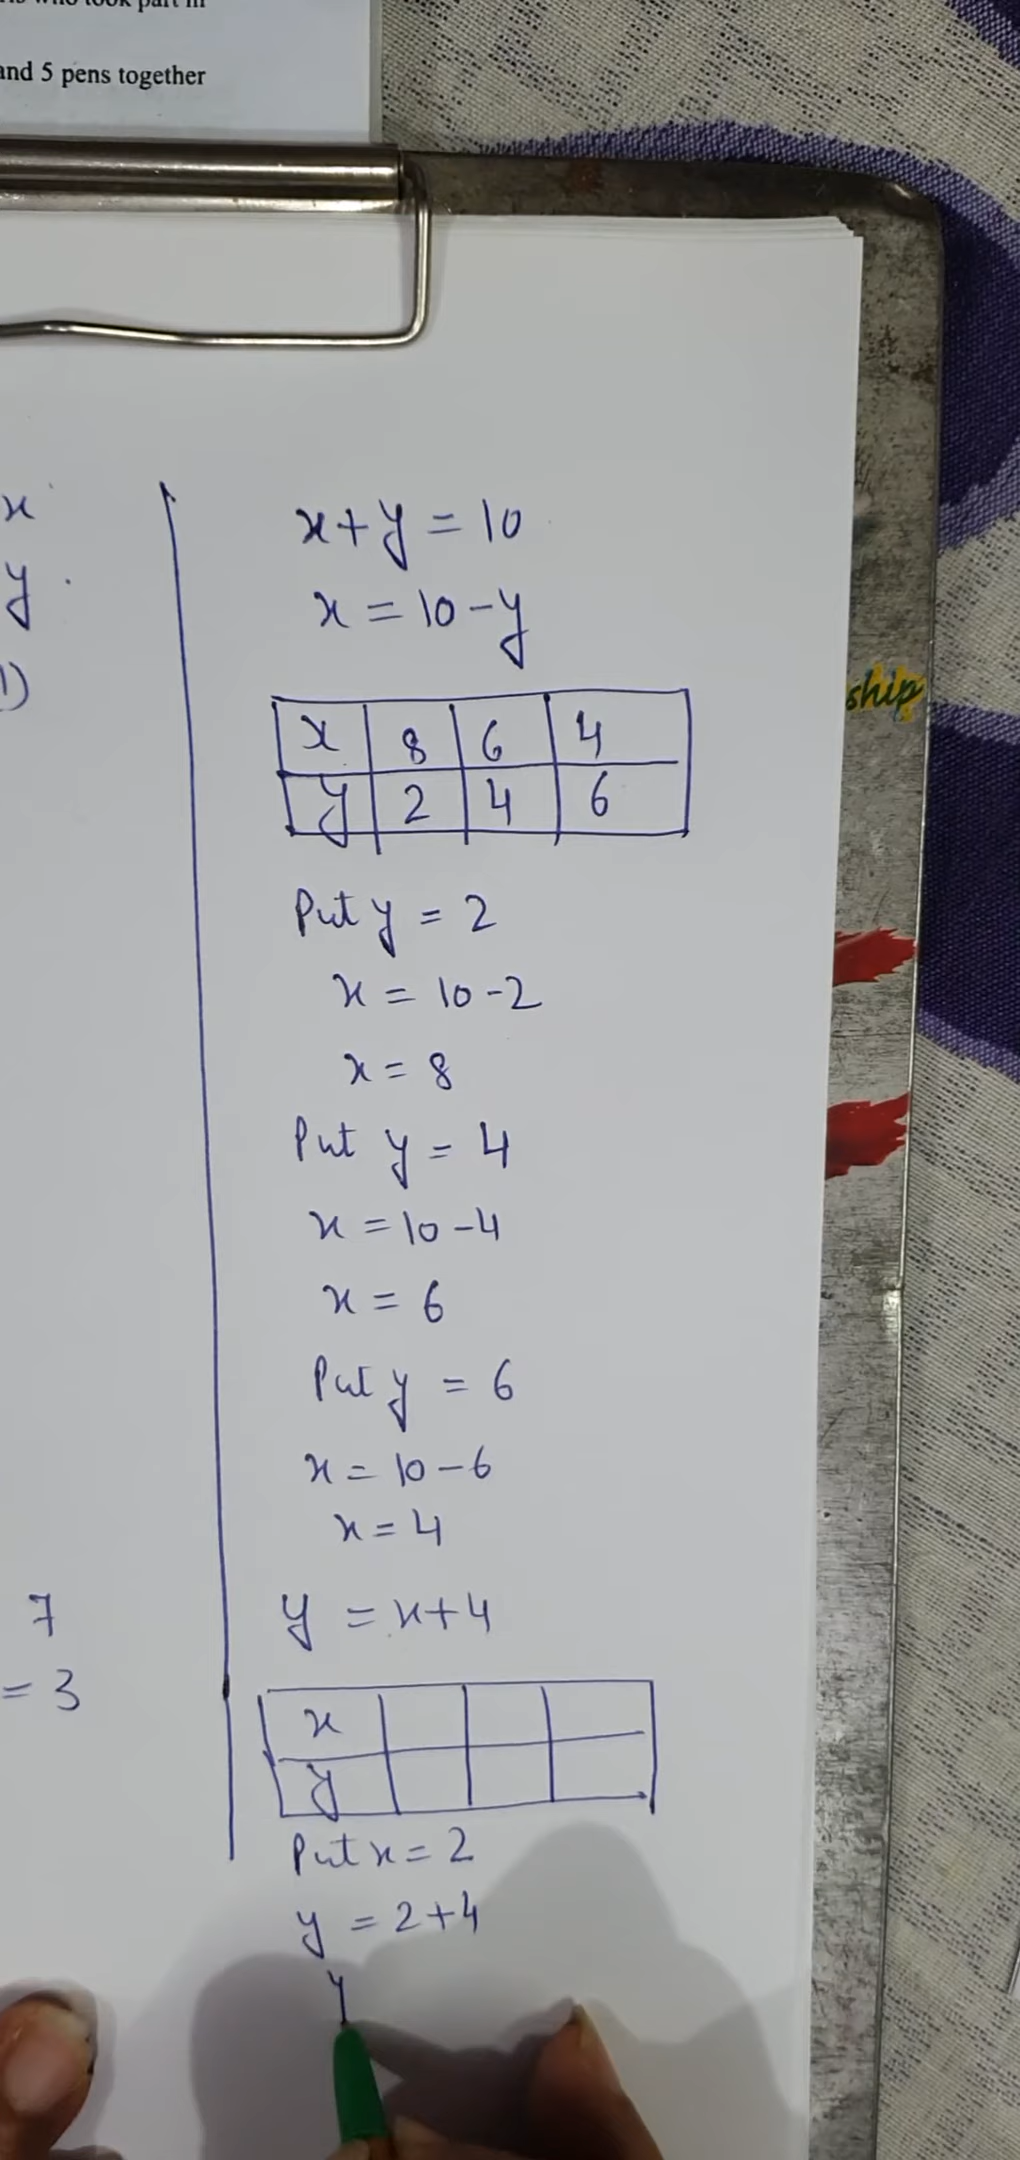 and 5 pens together
x
y
1)
7
= 3
x + y = 10
x = 10 - y
x 8 6 4
y 2 4 6
Put y = 2
x = 10 - 2
x = 8
Put y = 4
x = 10 - 4
x = 6
Put y = 6
x = 10 - 6
x = 4
y = x + 4
x
y
Put x = 2
y = 2 + 4
y
ship